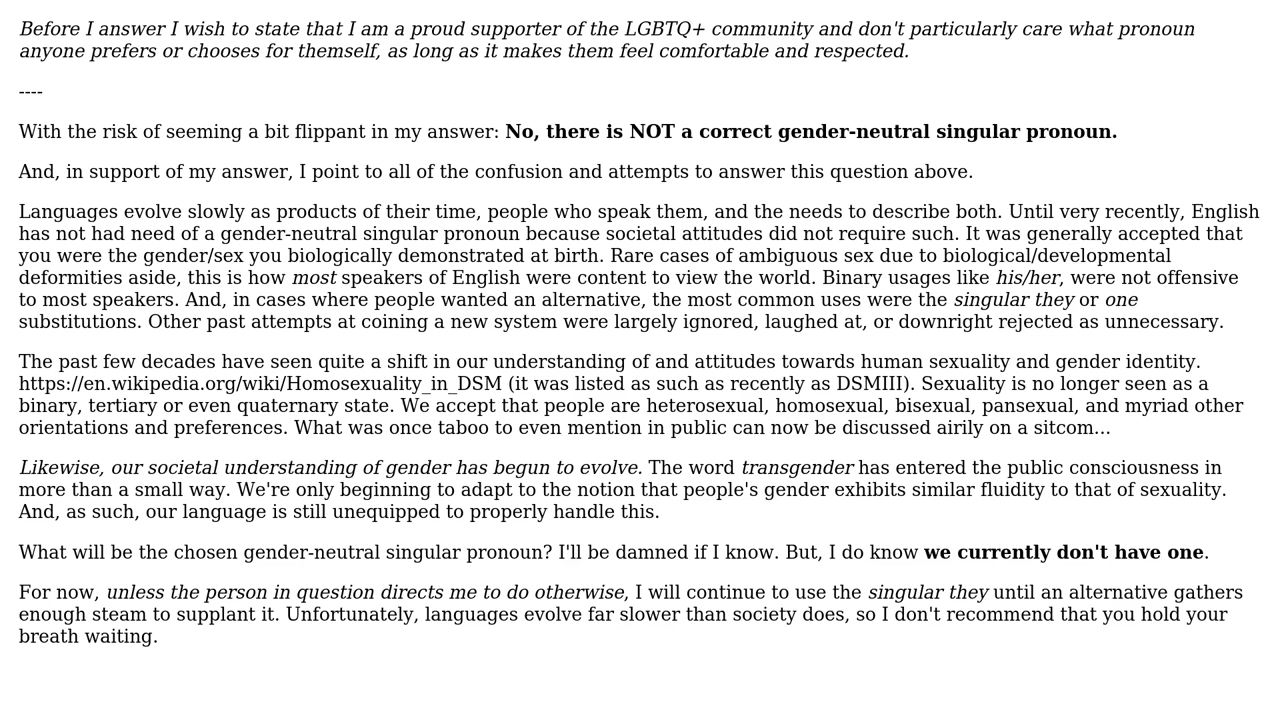 Before I answer I wish to state that I am a proud supporter of the LGBTQ+ community and don't particularly care what pronoun
anyone prefers or chooses for themself, as long as it makes them feel comfortable and respected.
----
With the risk of seeming a bit flippant in my answer: No, there is NOT a correct gender-neutral singular pronoun.
And, in support of my answer, I point to all of the confusion and attempts to answer this question above.
Languages evolve slowly as products of their time, people who speak them, and the needs to describe both. Until very recently, English
has not had need of a gender-neutral singular pronoun because societal attitudes did not require such. It was generally accepted that
you were the gender/sex you biologically demonstrated at birth. Rare cases of ambiguous sex due to biological/developmental
deformities aside, this is how most speakers of English were content to view the world. Binary usages like his/her, were not offensive
to most speakers. And, in cases where people wanted an alternative, the most common uses were the singular they or one
substitutions. Other past attempts at coining a new system were largely ignored, laughed at, or downright rejected as unnecessary.
The past few decades have seen quite a shift in our understanding of and attitudes towards human sexuality and gender identity.
https://en.wikipedia.org/wiki/Homosexuality_in_DSM (it was listed as such as recently as DSMIII). Sexuality is no longer seen as a
binary, tertiary or even quaternary state. We accept that people are heterosexual, homosexual, bisexual, pansexual, and myriad other
orientations and preferences. What was once taboo to even mention in public can now be discussed airily on a sitcom...
Likewise, our societal understanding of gender has begun to evolve. The word transgender has entered the public consciousness in
more than a small way. We're only beginning to adapt to the notion that people's gender exhibits similar fluidity to that of sexuality.
And, as such, our language is still unequipped to properly handle this.
What will be the chosen gender-neutral singular pronoun? I'll be damned if I know. But, I do know we currently don't have one.
For now, unless the person in question directs me to do otherwise, I will continue to use the singular they until an alternative gathers
enough steam to supplant it. Unfortunately, languages evolve far slower than society does, so I don't recommend that you hold your
breath waiting.